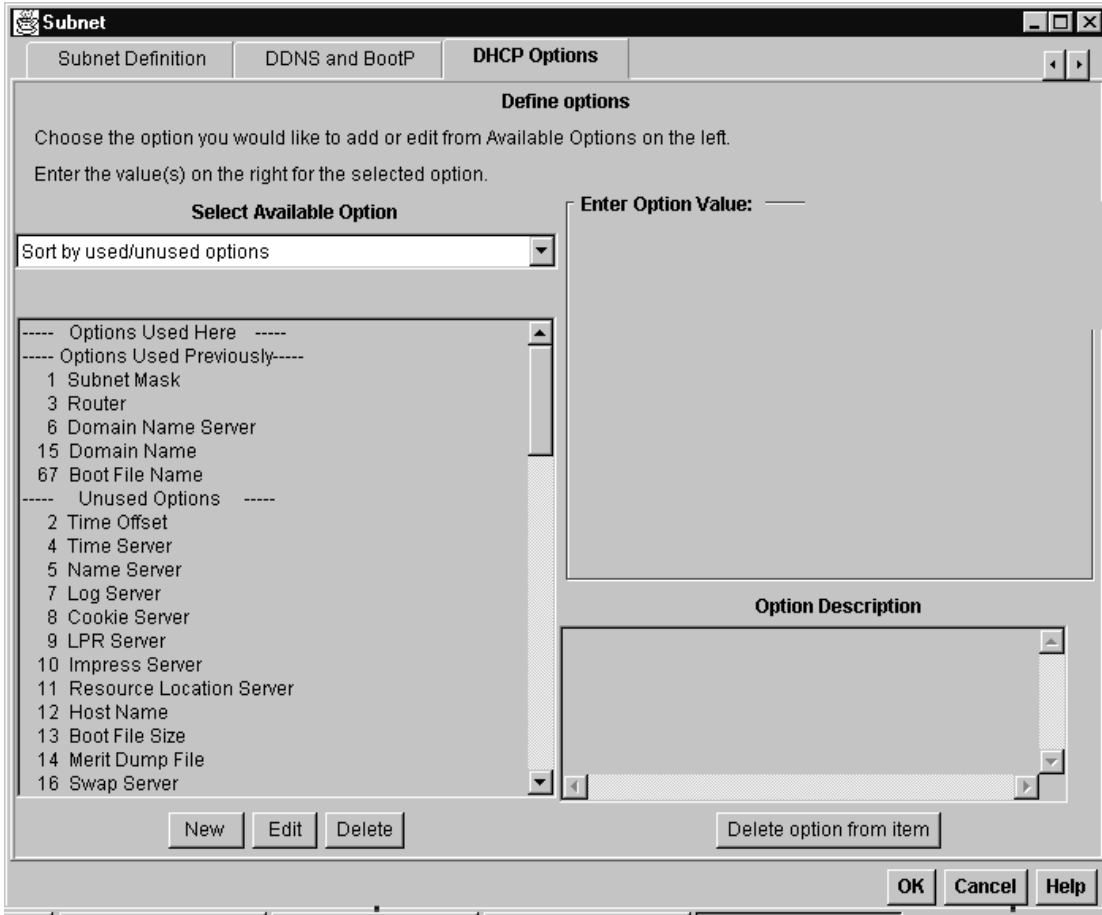 Subnet
Subnet Definition
DDNS and BootP
DHCP Options
Define options
Choose the option you would like to add or edit from Available Options on the left.
Enter the value(s) on the right for the selected option.
Select Available Option
Sort by used/unused options
----- Options Used Here -----
----- Options Used Previously-----
1 Subnet Mask
3 Router
6 Domain Name Server
15 Domain Name
67 Boot File Name
----- Unused Options -----
2 Time Offset
4 Time Server
5 Name Server
7 Log Server
8 Cookie Server
9 LPR Server
10 Impress Server
11 Resource Location Server
12 Host Name
13 Boot File Size
14 Merit Dump File
16 Swap Server
New
Edit
Delete
Enter Option Value:
Option Description
Delete option from item
OK
Cancel
Help